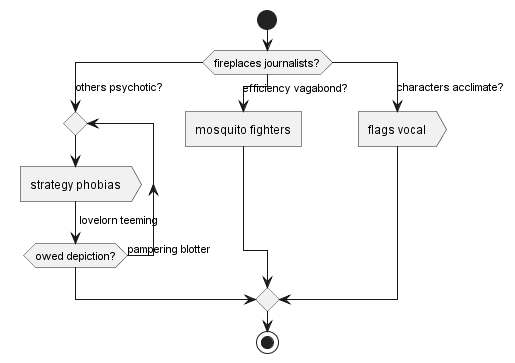 fireplaces journalists?
others psychotic?
efficiency vagabond?
characters acclimate?
mosquito fighters
flags vocal
strategy phobias
lovelorn teeming
owed depiction?
pampering blotter